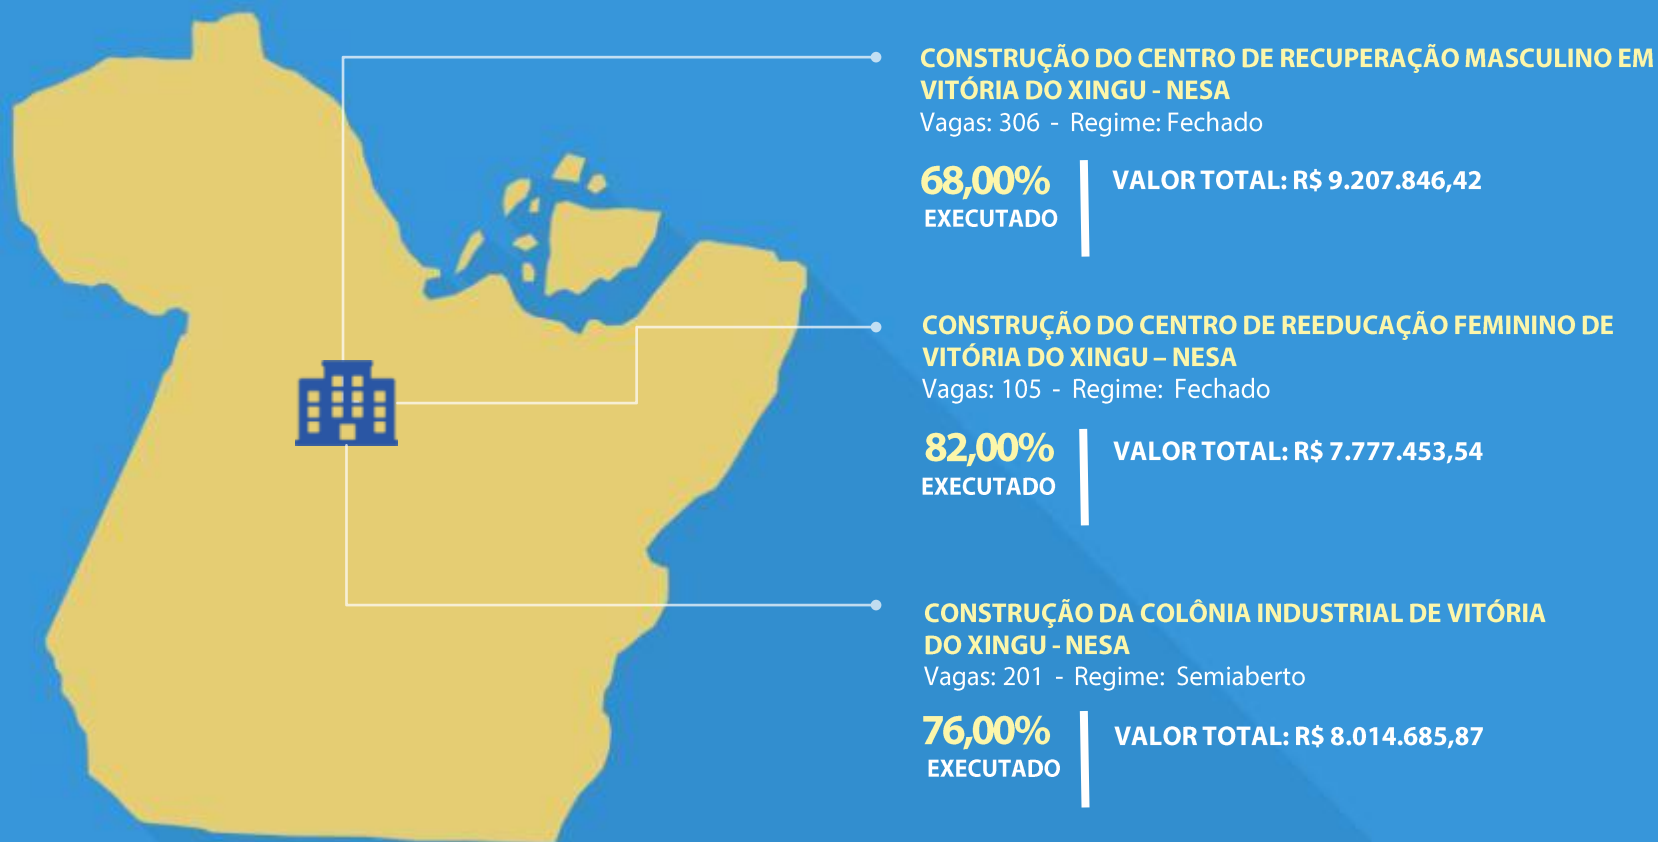 CONSTRUÇÃO DO CENTRO DE RECUPERAÇÃO MASCULINO EM
VITÓRIA DO XINGU - NESA
Vagas: 306 - Regime: Fechado
68,00%
EXECUTADO
VALOR TOTAL: R$ 9.207.846,42
CONSTRUÇÃO DO CENTRO DE REEDUCAÇÃO FEMININO DE
VITÓRIA DO XINGU – NESA
Vagas: 105 - Regime: Fechado
82,00%
EXECUTADO
VALOR TOTAL: R$ 7.777.453,54
CONSTRUÇÃO DA COLÔNIA INDUSTRIAL DE VITÓRIA
DO XINGU - NESA
Vagas: 201 - Regime: Semiaberto
76,00%
EXECUTADO
VALOR TOTAL: R$ 8.014.685,87